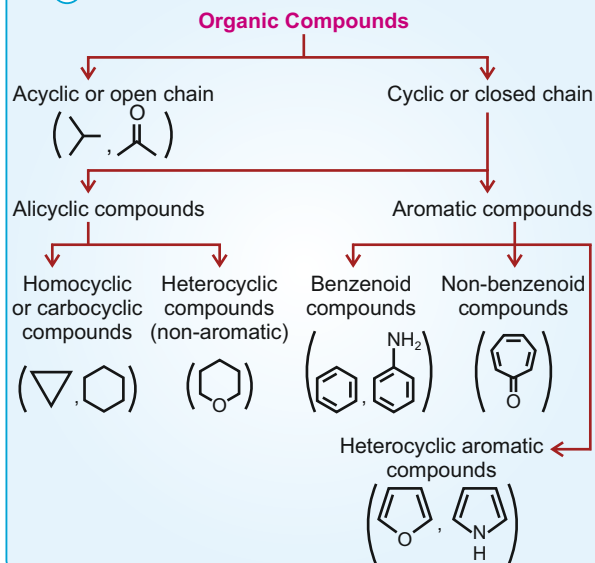 Organic Compounds
Acyclic or open chain
Cyclic or closed chain
O
,
Alicyclic compounds
Aromatic compounds
Homocyclic
or carbocyclic
compounds
Heterocyclic
compounds
(non-aromatic)
Benzenoid
compounds
Non-benzenoid
compounds
,
O
NH₂
,
O
Heterocyclic aromatic
compounds
O
,
N
H